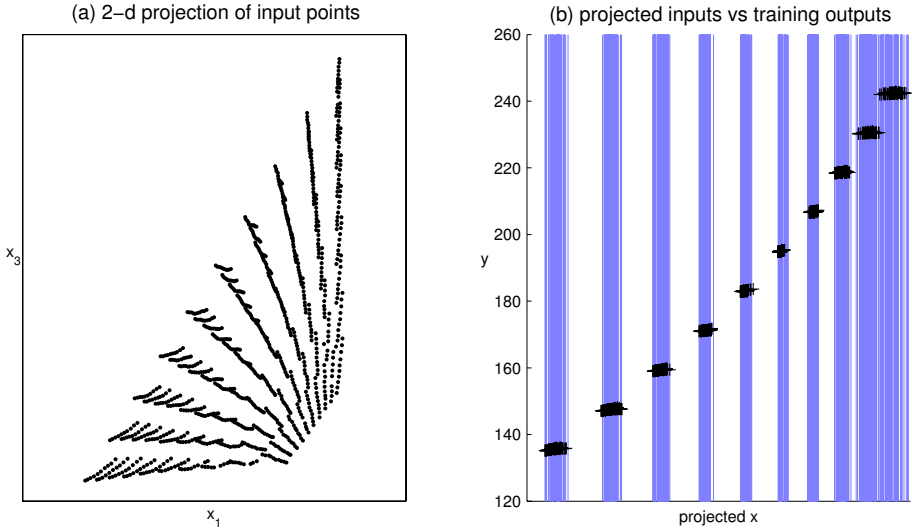 (a) 2−d projection of input points
x3
x1
(b) projected inputs vs training outputs
260
240
220
200
180
160
140
120
y
projected x